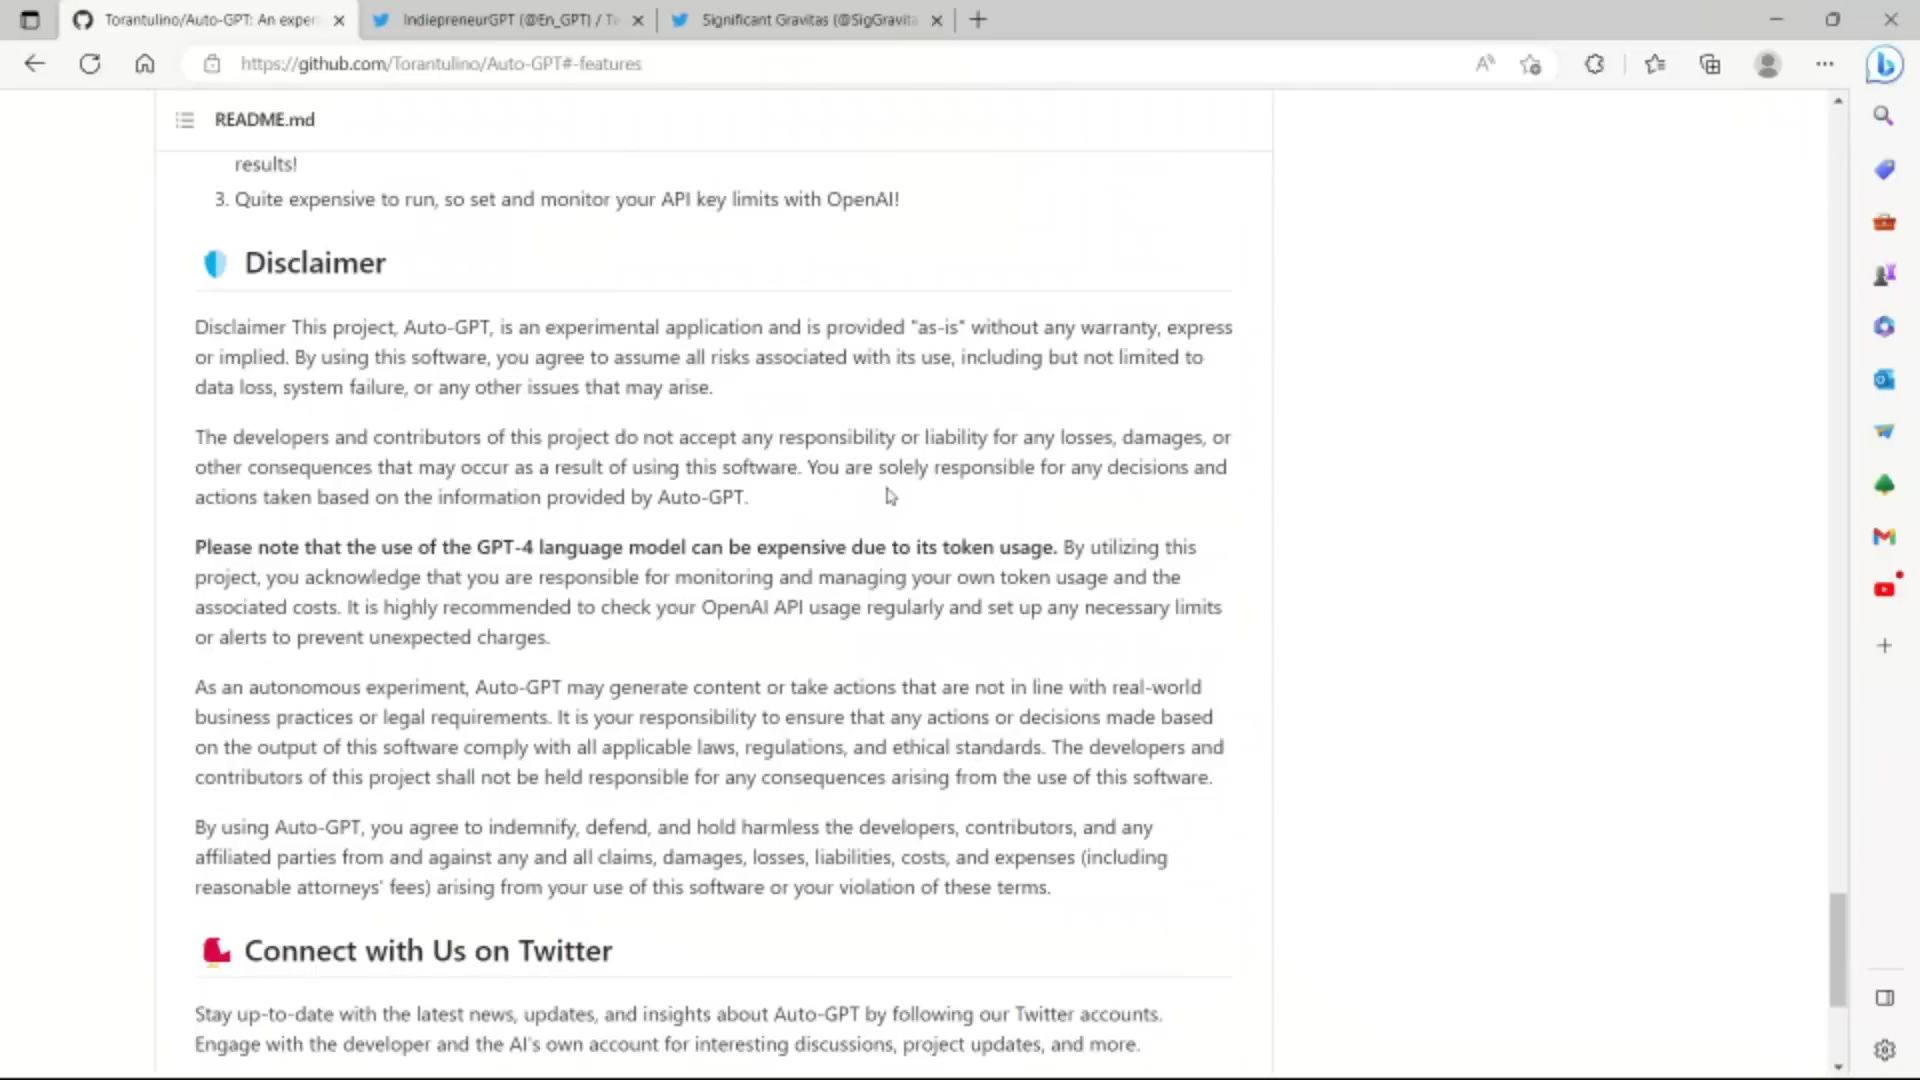 Torantulino/Auto-GPT: An exper
IndiepreneurGPT (@En_GPT) / Tw
Significant Gravitas (@SigGravita
https://github.com/Torantulino/Auto-GPT#-features
README.md
results!
3. Quite expensive to run, so set and monitor your API key limits with OpenAI!
Disclaimer
Disclaimer This project, Auto-GPT, is an experimental application and is provided "as-is" without any warranty, express
or implied. By using this software, you agree to assume all risks associated with its use, including but not limited to
data loss, system failure, or any other issues that may arise.
The developers and contributors of this project do not accept any responsibility or liability for any losses, damages, or
other consequences that may occur as a result of using this software. You are solely responsible for any decisions and
actions taken based on the information provided by Auto-GPT.
Please note that the use of the GPT-4 language model can be expensive due to its token usage. By utilizing this
project, you acknowledge that you are responsible for monitoring and managing your own token usage and the
associated costs. It is highly recommended to check your OpenAI API usage regularly and set up any necessary limits
or alerts to prevent unexpected charges.
As an autonomous experiment, Auto-GPT may generate content or take actions that are not in line with real-world
business practices or legal requirements. It is your responsibility to ensure that any actions or decisions made based
on the output of this software comply with all applicable laws, regulations, and ethical standards. The developers and
contributors of this project shall not be held responsible for any consequences arising from the use of this software.
By using Auto-GPT, you agree to indemnify, defend, and hold harmless the developers, contributors, and any
affiliated parties from and against any and all claims, damages, losses, liabilities, costs, and expenses (including
reasonable attorneys' fees) arising from your use of this software or your violation of these terms.
Connect with Us on Twitter
Stay up-to-date with the latest news, updates, and insights about Auto-GPT by following our Twitter accounts.
Engage with the developer and the AI's own account for interesting discussions, project updates, and more.